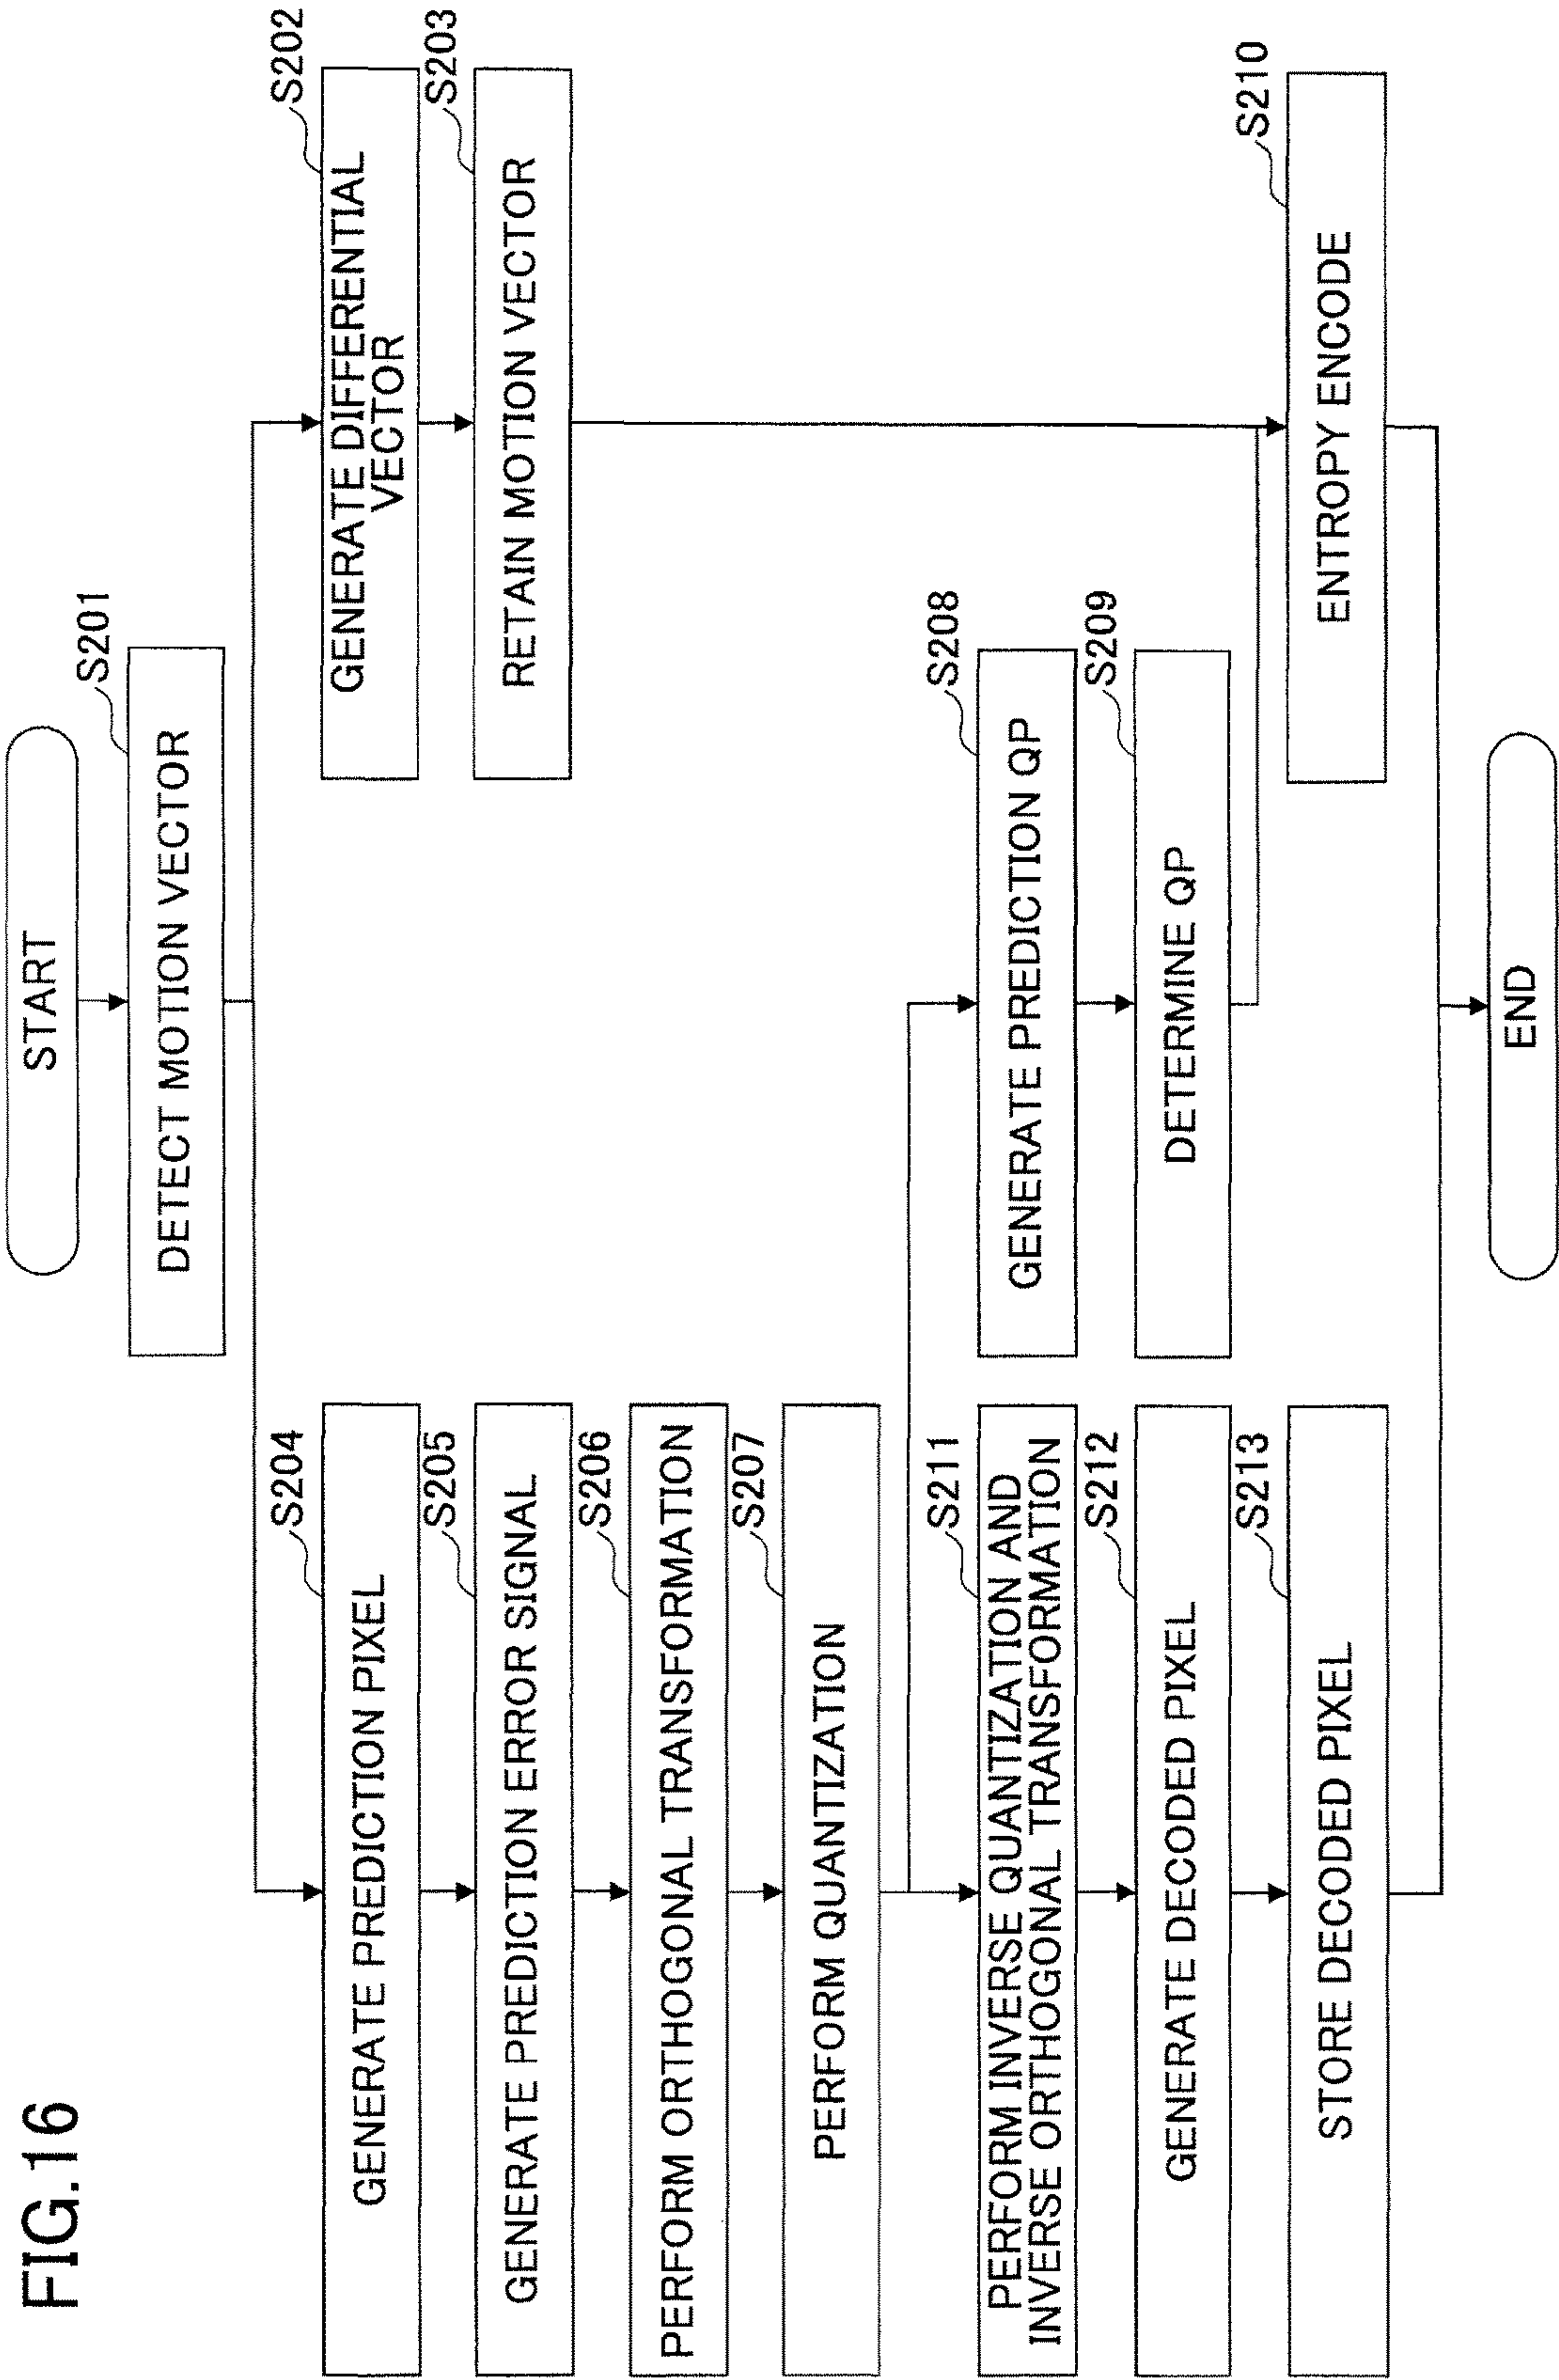 FIG.16
START
S201
DETECT MOTION VECTOR
S202
GENERATE DIFFERENTIAL
VECTOR
S203
RETAIN MOTION VECTOR
S204
GENERATE PREDICTION PIXEL
S205
GENERATE PREDICTION ERROR SIGNAL
S206
PERFORM ORTHOGONAL TRANSFORMATION
S207
PERFORM QUANTIZATION
S208
GENERATE PREDICTION QP
S209
DETERMINE QP
S210
ENTROPY ENCODE
S211
PERFORM INVERSE QUANTIZATION AND
INVERSE ORTHOGONAL TRANSFORMATION
S212
GENERATE DECODED PIXEL
S213
STORE DECODED PIXEL
END